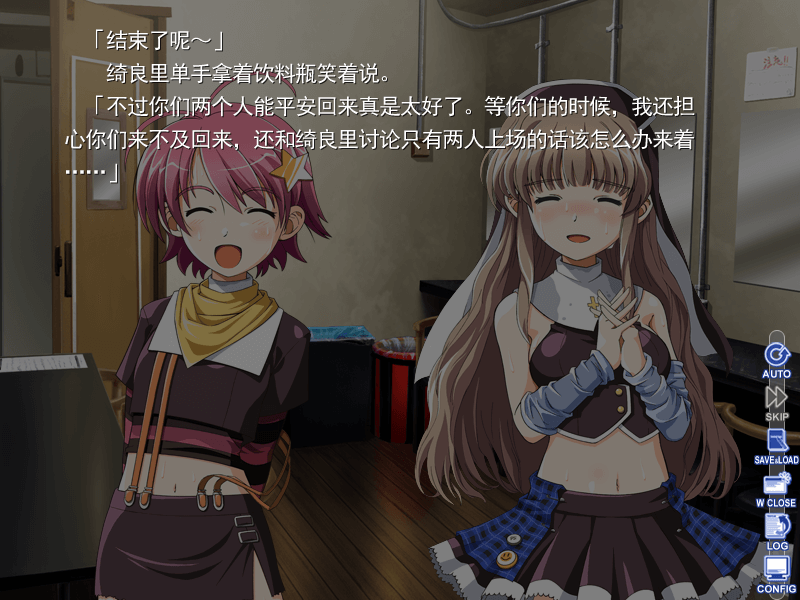 「结束了呢～」
绮良里单手拿着饮料瓶笑着说。
「不过你们两个人能平安回来真是太好了。等你们的时候，我还担
心你们来不及回来，还和绮良里讨论只有两人上场的话该怎么办来着
……」
AUTO
SKIP
SAVE&LOAD
W CLOSE
LOG
CONFIG